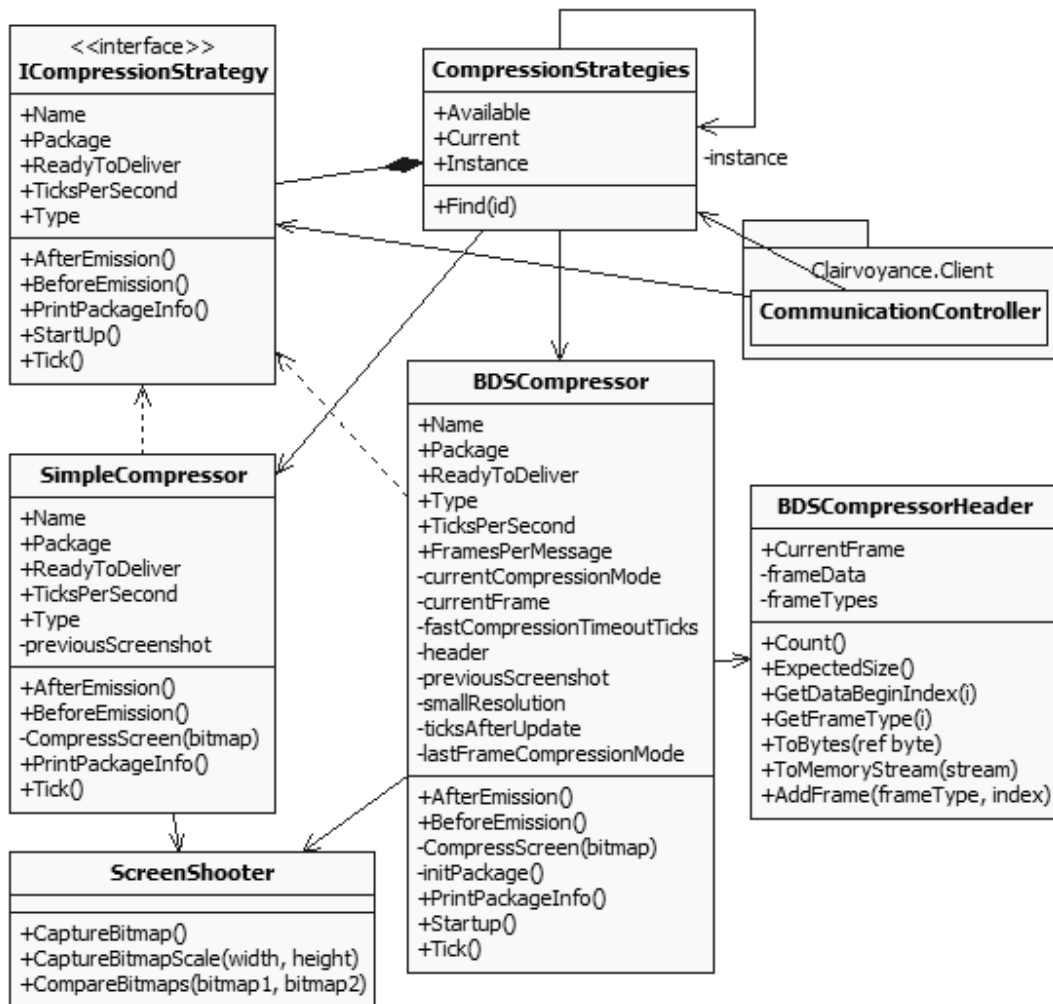 <<interface>>
ICompressionStrategy
+Name
+Package
+ReadyToDeliver
+TicksPerSecond
+Type
+AfterEmission()
+BeforeEmission()
+PrintPackageInfo()
+StartUp()
+Tick()
CompressionStrategies
+Available
+Current
+Instance
+Find(id)
-instance
Clairvoyance.Client
CommunicationController
SimpleCompressor
+Name
+Package
+ReadyToDeliver
+TicksPerSecond
+Type
-previousScreenshot
+AfterEmission()
+BeforeEmission()
-CompressScreen(bitmap)
+PrintPackageInfo()
+Tick()
BDSCompressor
+Name
+Package
+ReadyToDeliver
+Type
+TicksPerSecond
+FramesPerMessage
-currentCompressionMode
-currentFrame
-fastCompressionTimeoutTicks
-header
-previousScreenshot
-smallResolution
-ticksAfterUpdate
-lastFrameCompressionMode
+AfterEmission()
+BeforeEmission()
-CompressScreen(bitmap)
-initPackage()
+PrintPackageInfo()
+Startup()
+Tick()
BDSCompressorHeader
+CurrentFrame
-frameData
-frameTypes
+Count()
+ExpectedSize()
+GetDataBeginIndex(i)
+GetFrameType(i)
+ToBytes(ref byte)
+ToMemoryStream(stream)
+AddFrame(frameType, index)
ScreenShooter
+CaptureBitmap()
+CaptureBitmapScale(width, height)
+CompareBitmaps(bitmap1, bitmap2)